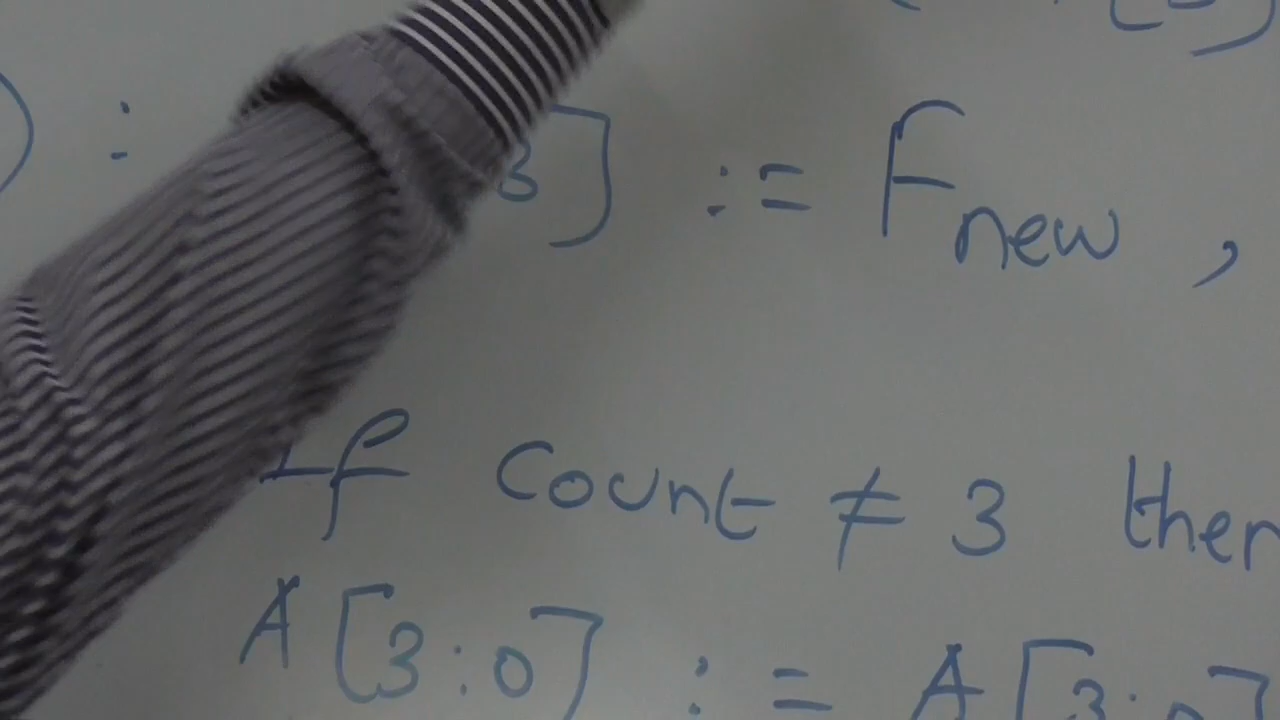 ) : 3] := Fnew ,
If Count ≠ 3 then
A[3:0] := A[3:0]